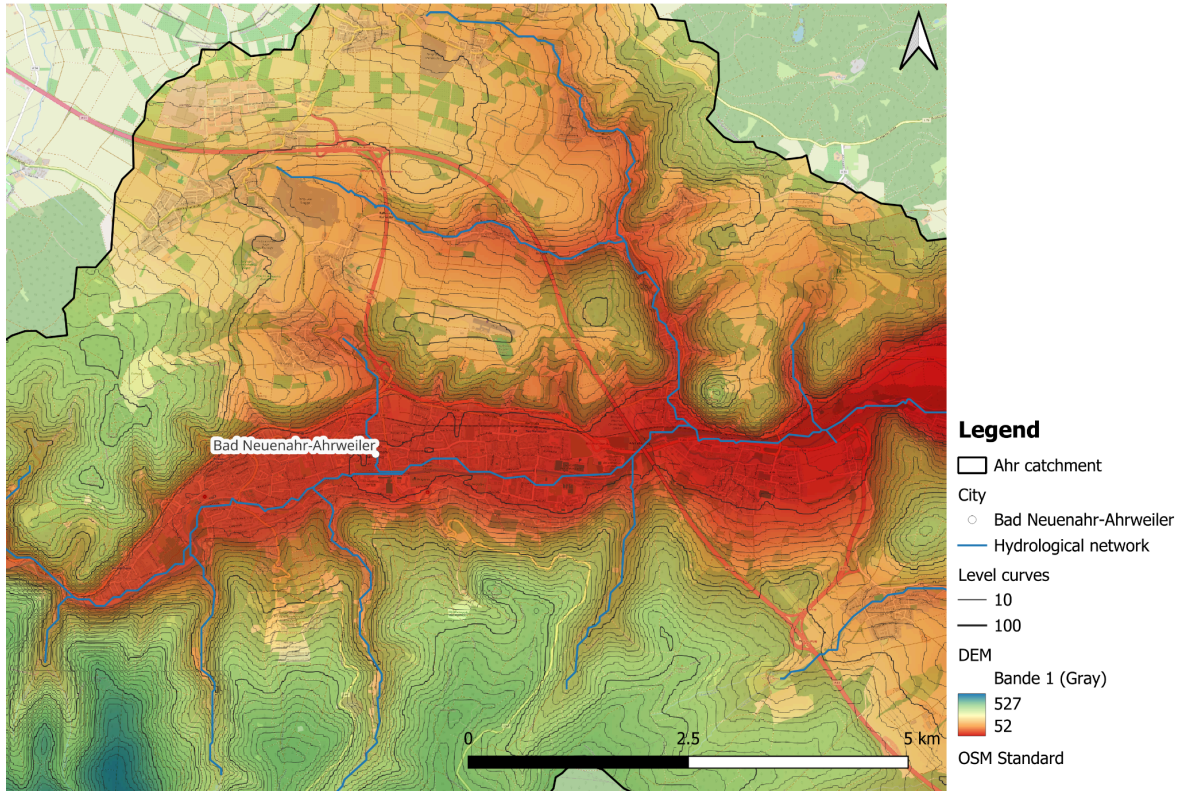 Bad Neuenahr-Ahrweiler
0
2.5
5 km
Legend
Ahr catchment
City
Bad Neuenahr-Ahrweiler
Hydrological network
Level curves
10
100
DEM
Bande 1 (Gray)
527
52
OSM Standard